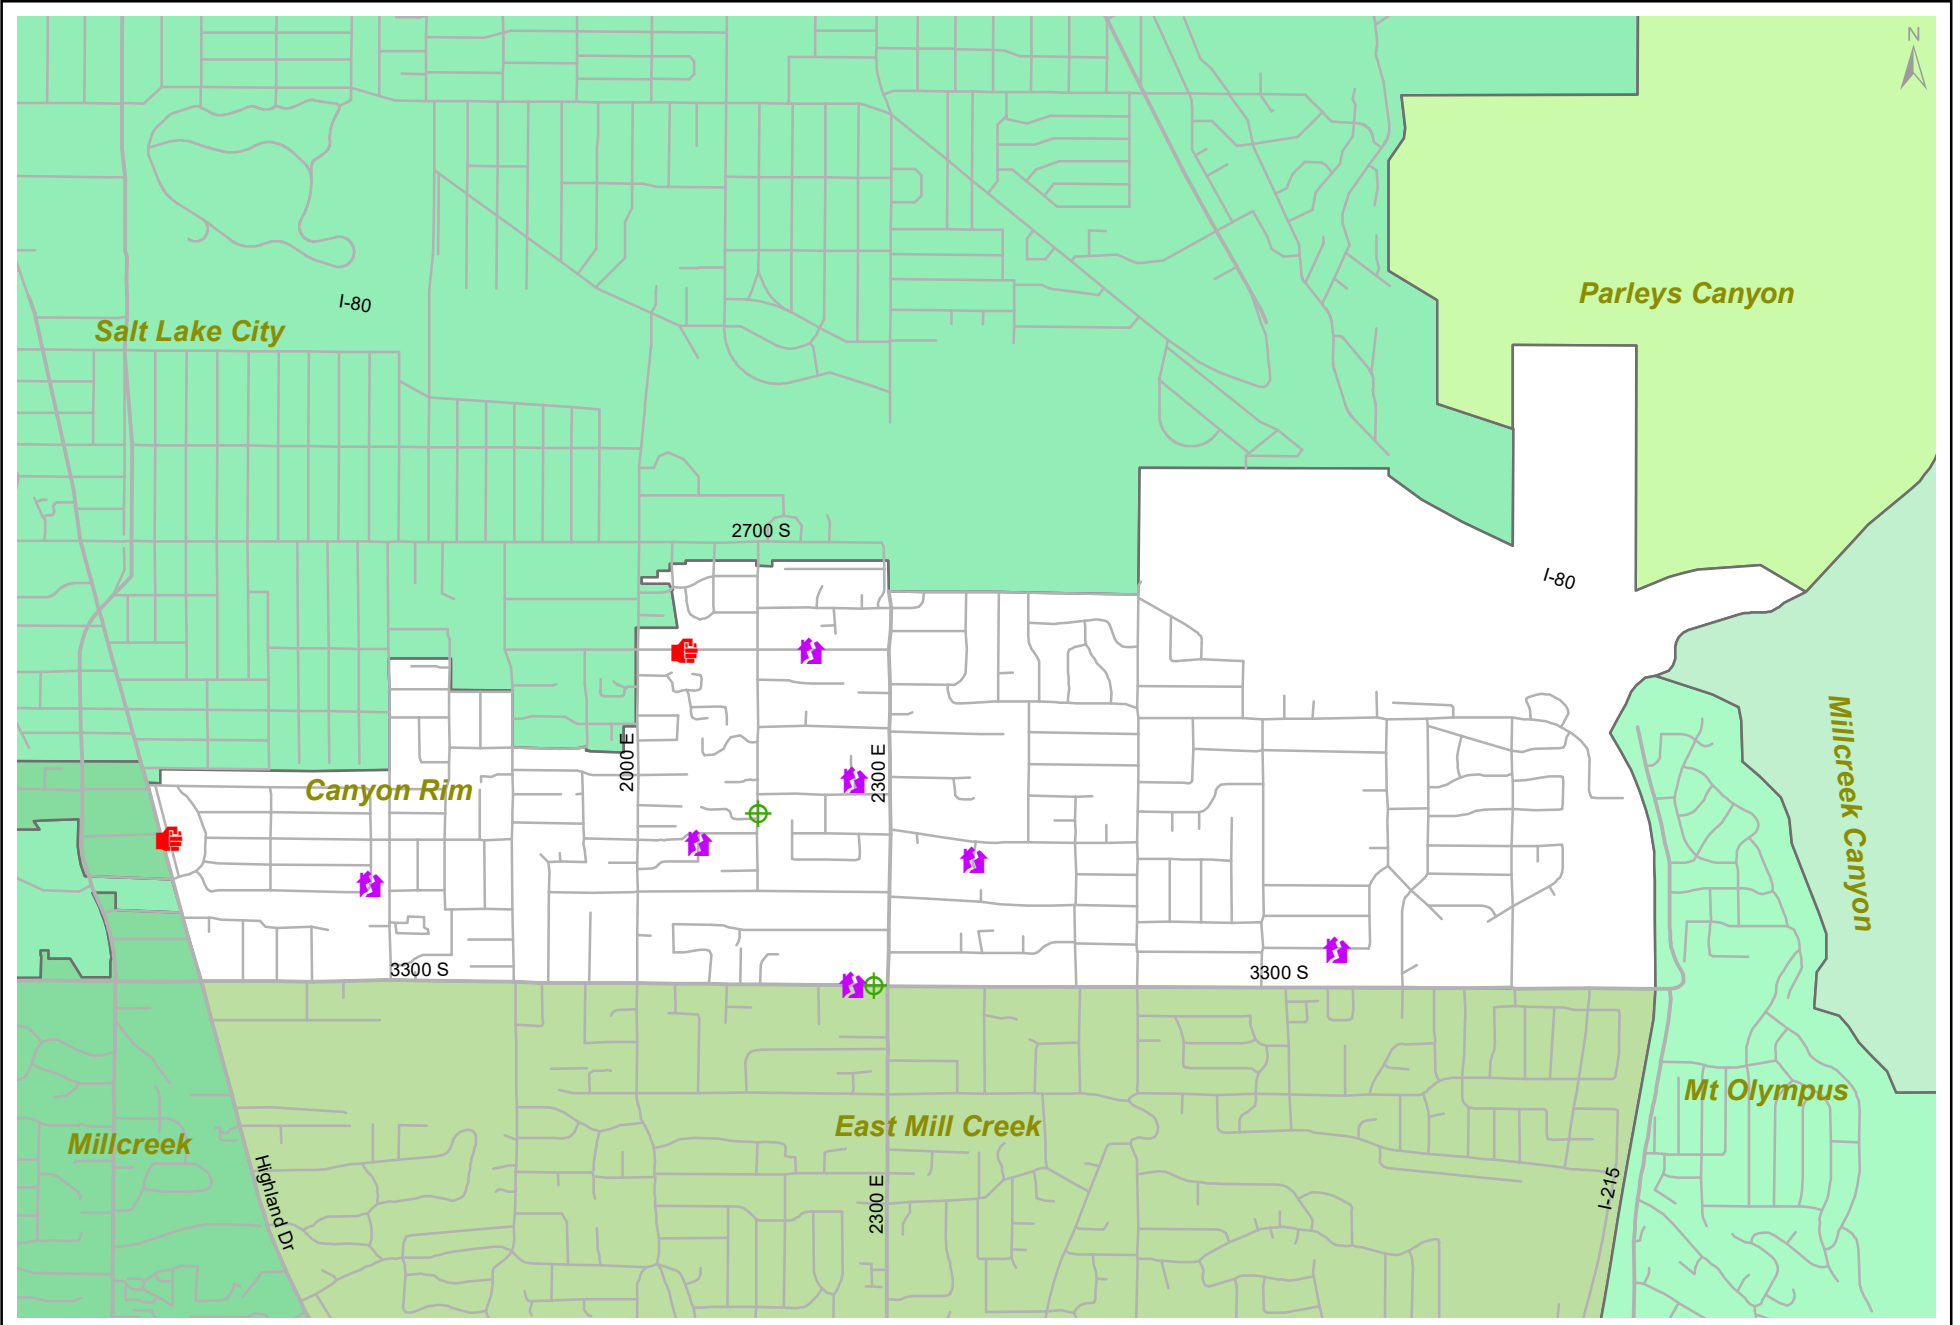 N
Parleys Canyon
I-80
Salt Lake City
2700 S
I-80
Canyon Rim
2000 E
2300 E
Millcreek Canyon
3300 S
3300 S
Mt Olympus
East Mill Creek
Millcreek
Highland Dr
2300 E
I-215